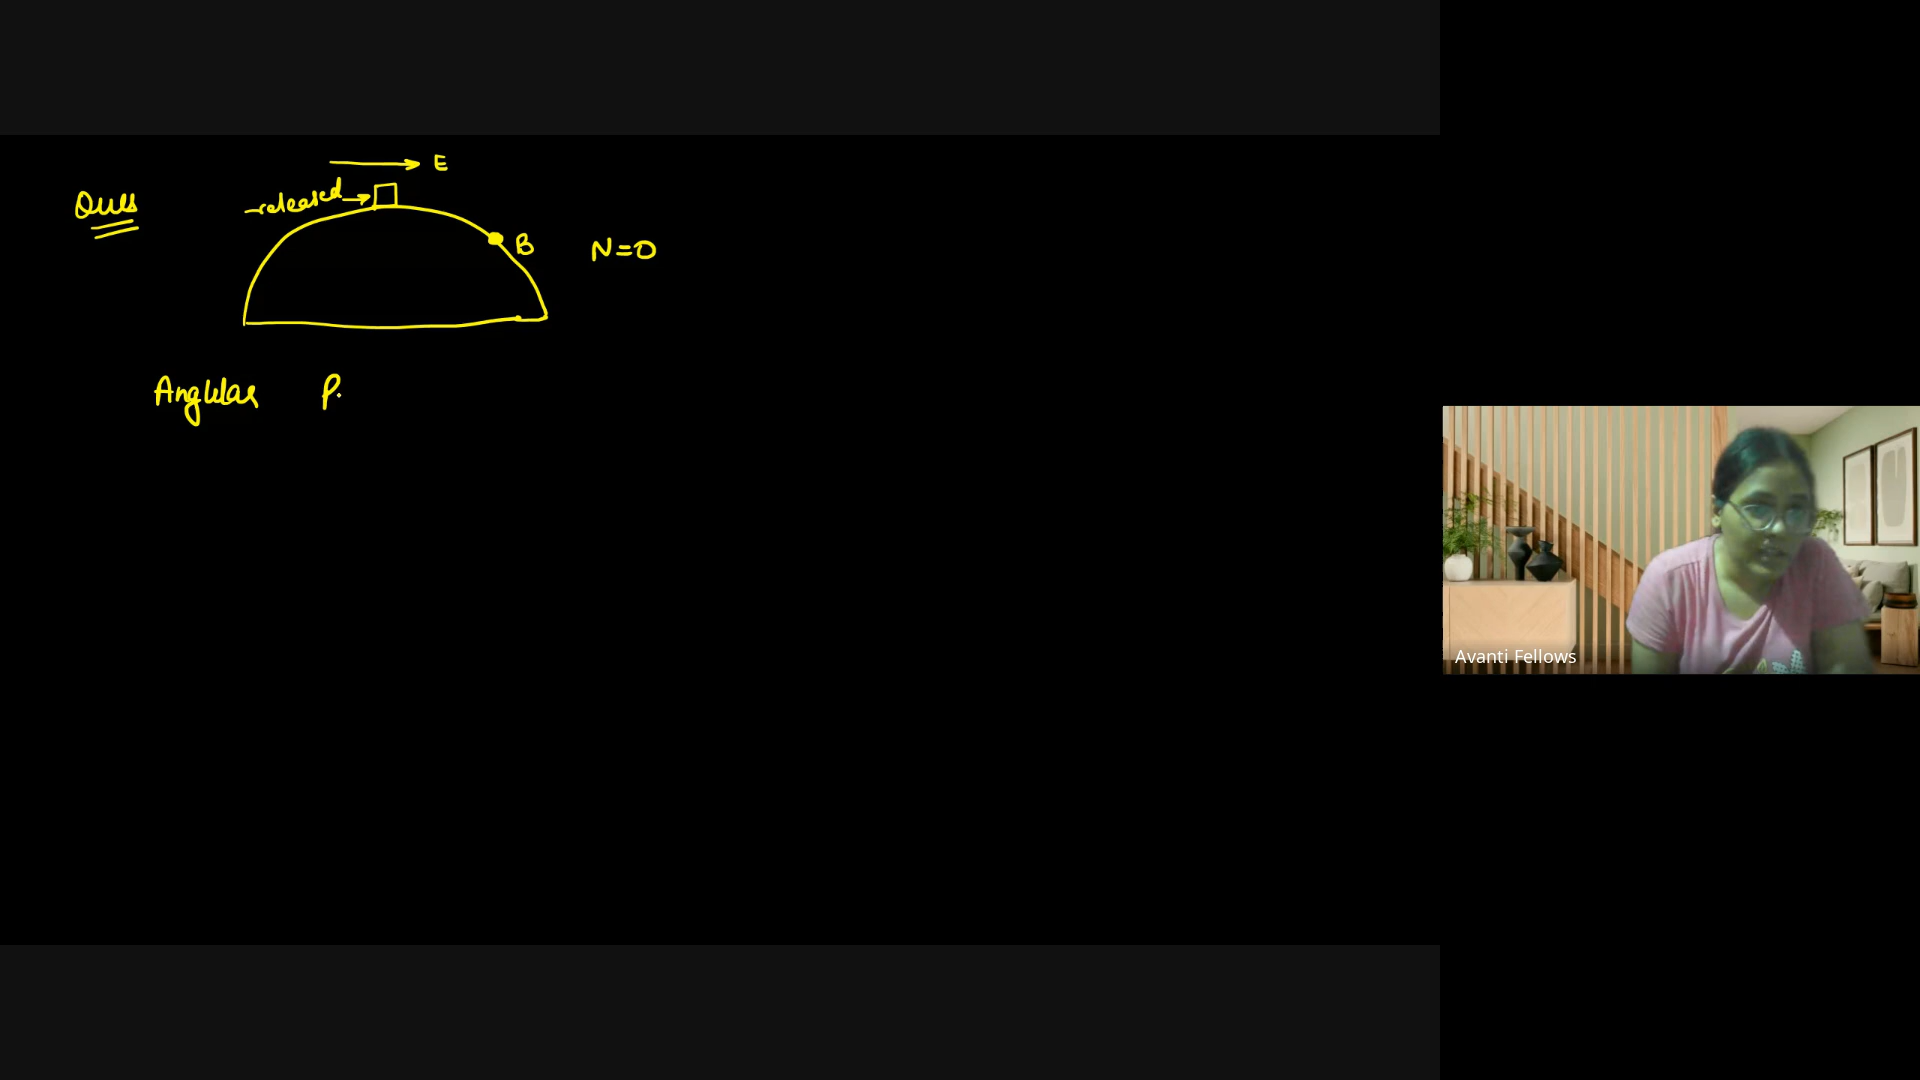 → E
Ques
released →
B
N=0
Angular P.
Avanti Fellows